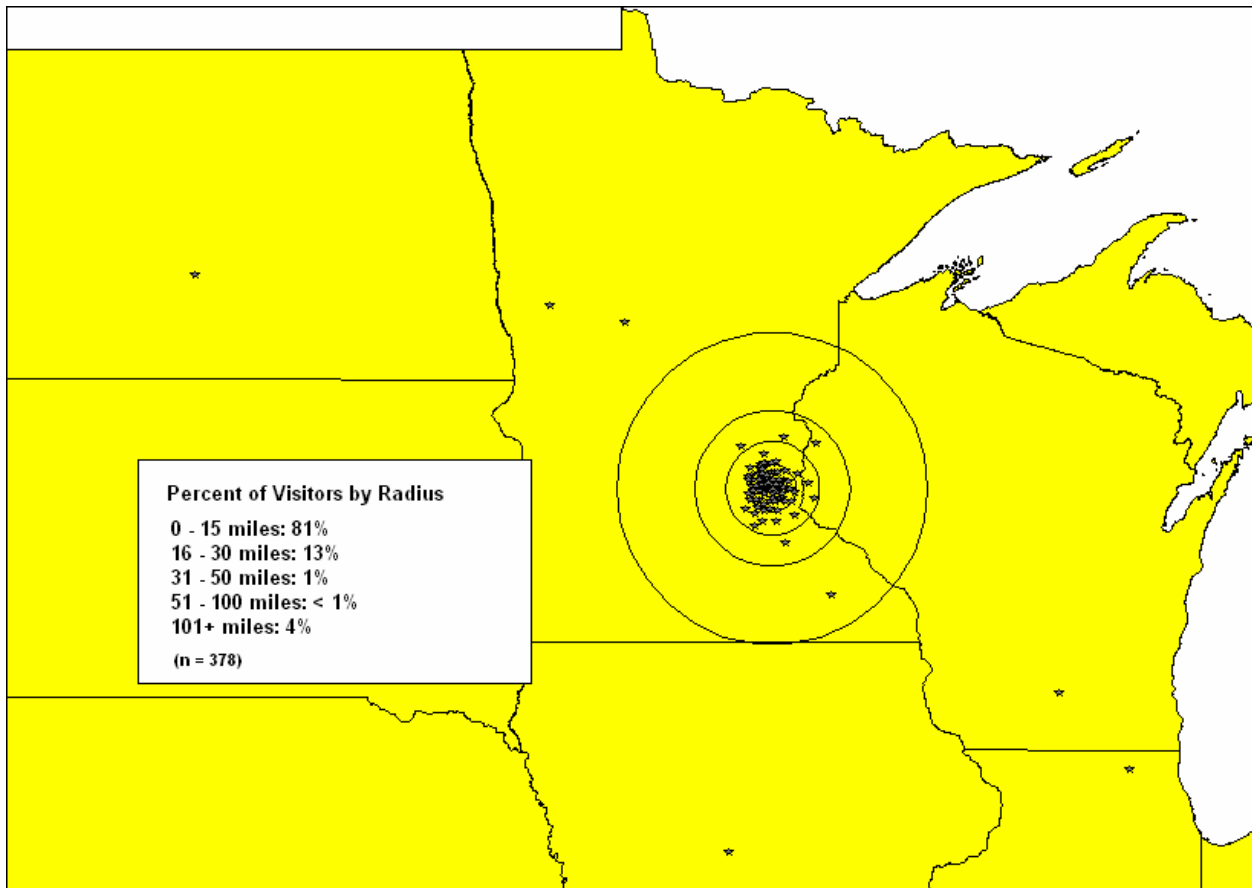 Percent of Visitors by Radius
0 - 15 miles: 81%
16 - 30 miles: 13%
31 - 50 miles: 1%
51 - 100 miles: < 1%
101+ miles: 4%
(n = 378)